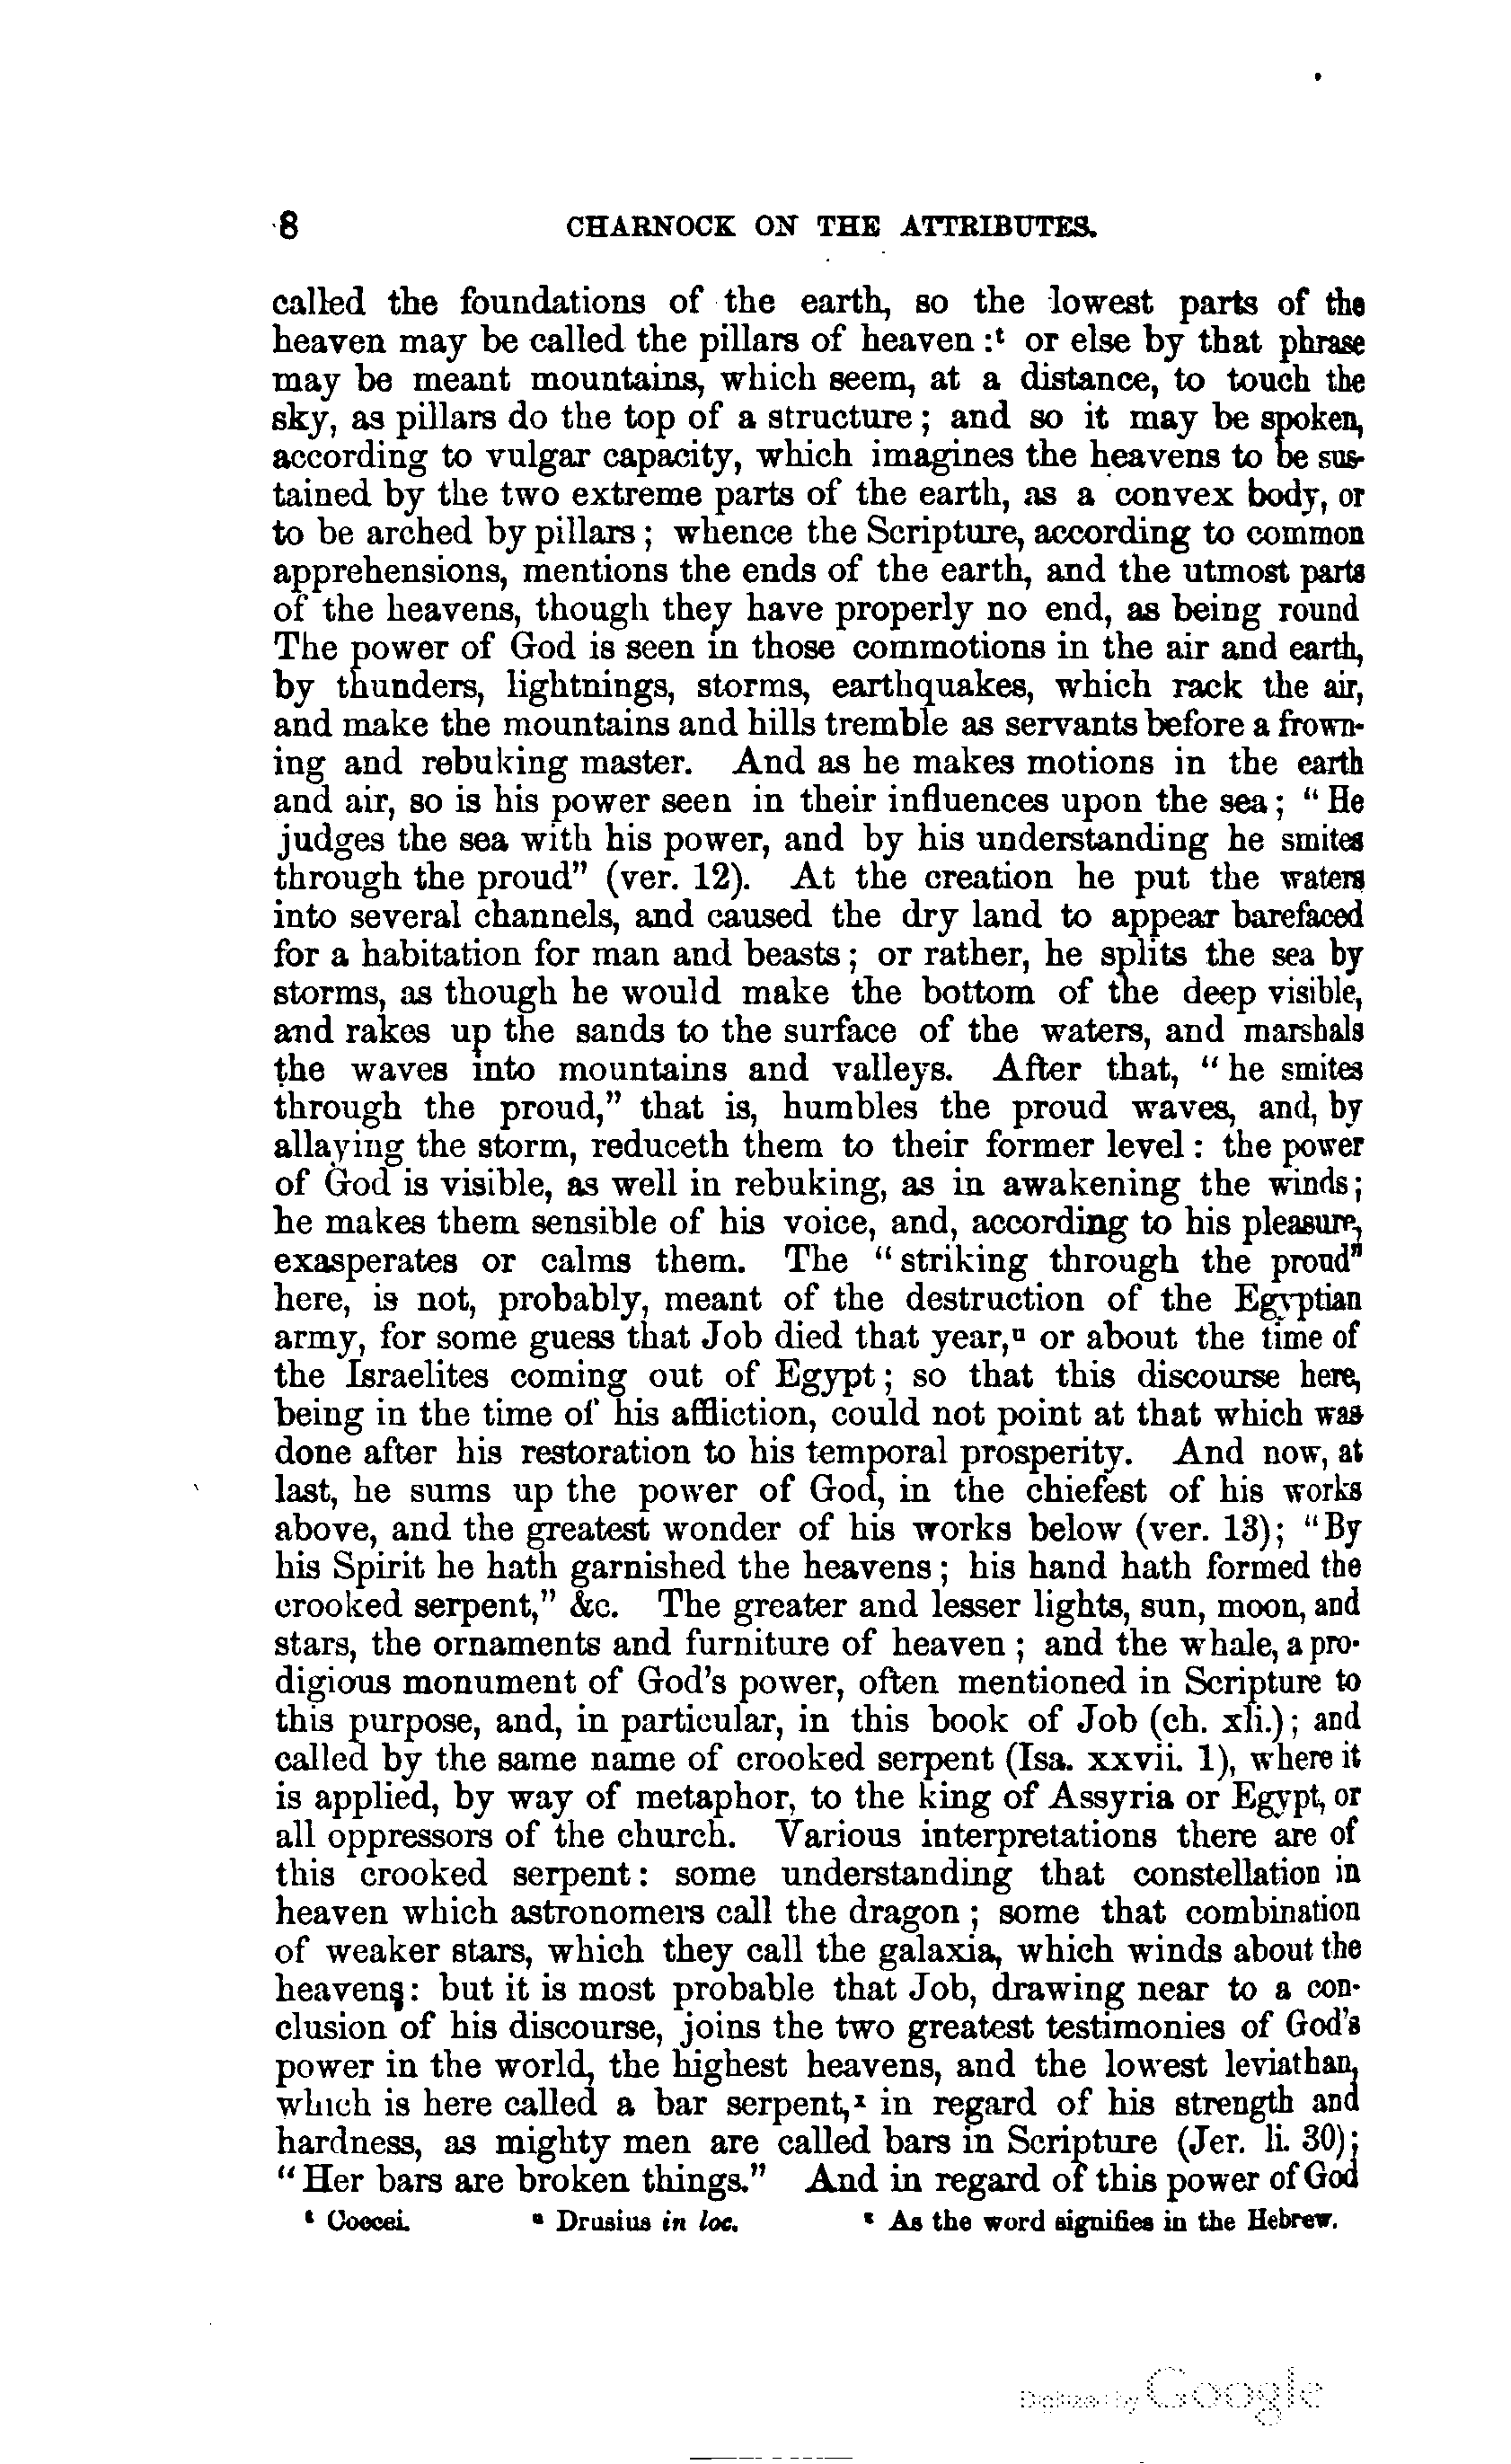 8 CHARNOCK ON THE ATTRIBUTES.
called the foundations of the earth, so the lowest parts of the
heaven may be called the pillars of heaven :t or else by that phrase
may be meant mountains, which seem, at a distance, to touch the
sky, as pillars do the top of a structure ; and so it may be spoken,
according to vulgar capacity, which imagines the heavens to be sus-
tained by the two extreme parts of the earth, as a convex body, or
to be arched by pillars ; whence the Scripture, according to common
apprehensions, mentions the ends of the earth, and the utmost parts
of the heavens, though they have properly no end, as being round
The power of God is seen in those commotions in the air and earth,
by thunders, lightnings, storms, earthquakes, which rack the air,
and make the mountains and hills tremble as servants before a frown-
ing and rebuking master. And as he makes motions in the earth
and air, so is his power seen in their influences upon the sea ; "He
judges the sea with his power, and by his understanding he smites
through the proud" (ver. 12). At the creation he put the waters
into several channels, and caused the dry land to appear barefaced
for a habitation for man and beasts ; or rather, he splits the sea by
storms, as though he would make the bottom of the deep visible,
and rakes up the sands to the surface of the waters, and marshals
the waves into mountains and valleys. After that, "he smites
through the proud," that is, humbles the proud waves, and, by
allaying the storm, reduceth them to their former level : the power
of God is visible, as well in rebuking, as in awakening the winds ;
he makes them sensible of his voice, and, according to his pleasure,
exasperates or calms them. The "striking through the proud"
here, is not, probably, meant of the destruction of the Egyptian
army, for some guess that Job died that year,u or about the time of
the Israelites coming out of Egypt ; so that this discourse here,
being in the time of his affliction, could not point at that which was
done after his restoration to his temporal prosperity. And now, at
last, he sums up the power of God, in the chiefest of his works
above, and the greatest wonder of his works below (ver. 13); "By
his Spirit he hath garnished the heavens ; his hand hath formed the
crooked serpent," &c. The greater and lesser lights, sun, moon, and
stars, the ornaments and furniture of heaven ; and the whale, a pro-
digious monument of God's power, often mentioned in Scripture to
this purpose, and, in particular, in this book of Job (ch. xli.); and
called by the same name of crooked serpent (Isa. xxvii. 1), where it
is applied, by way of metaphor, to the king of Assyria or Egypt, or
all oppressors of the church. Various interpretations there are of
this crooked serpent : some understanding that constellation in
heaven which astronomers call the dragon ; some that combination
of weaker stars, which they call the galaxia, which winds about the
heavens : but it is most probable that Job, drawing near to a con-
clusion of his discourse, joins the two greatest testimonies of God's
power in the world, the highest heavens, and the lowest leviathan,
which is here called a bar serpent,x in regard of his strength and
hardness, as mighty men are called bars in Scripture (Jer. li. 30);
"Her bars are broken things." And in regard of this power of God
t Coccei. u Drusius in loc. x As the word signifies in the Hebrew.
Digitized by Google